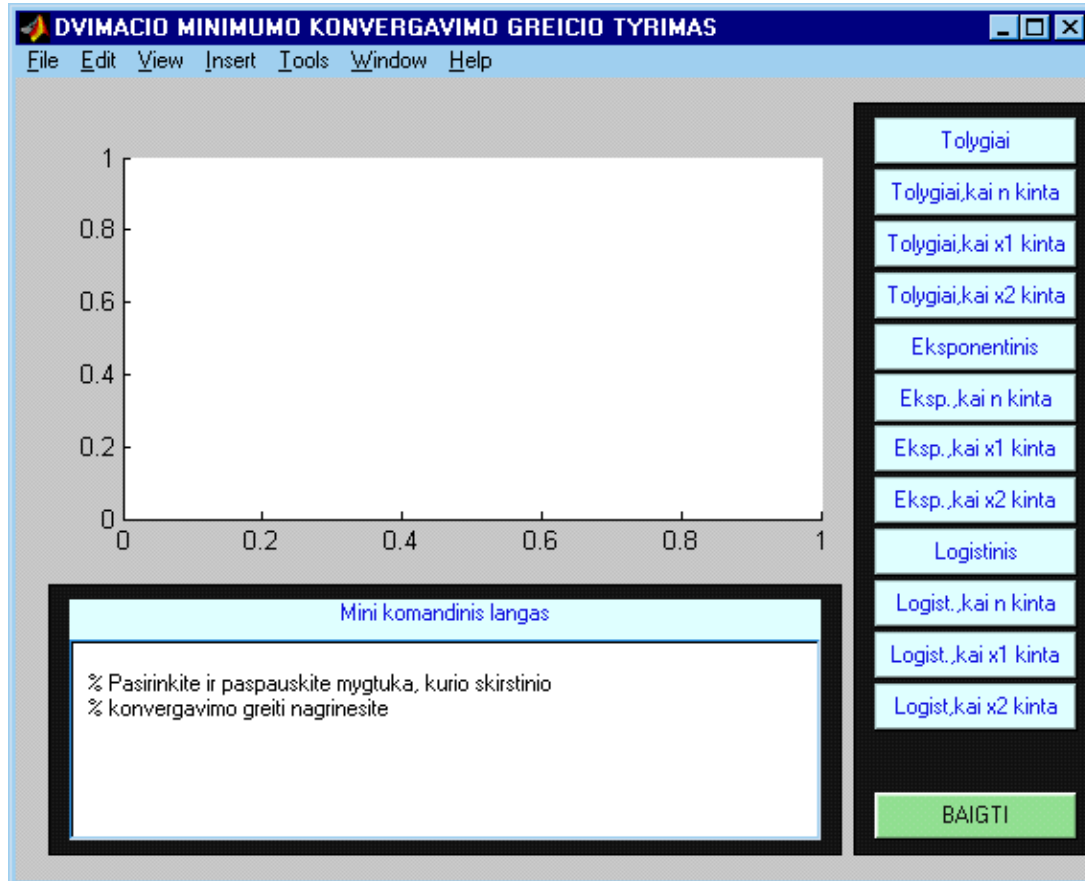 DVIMACIO MINIMUMO KONVERGAVIMO GREICIO TYRIMAS
File Edit View Insert Tools Window Help
1
0.8
0.6
0.4
0.2
0
0 0.2 0.4 0.6 0.8 1
Mini komandinis langas
% Pasirinkite ir paspauskite mygtuka, kurio skirstinio
% konvergavimo greiti nagrinesite
Tolygiai
Tolygiai,kai n kinta
Tolygiai,kai x1 kinta
Tolygiai,kai x2 kinta
Eksponentinis
Eksp.,kai n kinta
Eksp.,kai x1 kinta
Eksp.,kai x2 kinta
Logistinis
Logist.,kai n kinta
Logist.,kai x1 kinta
Logist,kai x2 kinta
BAIGTI